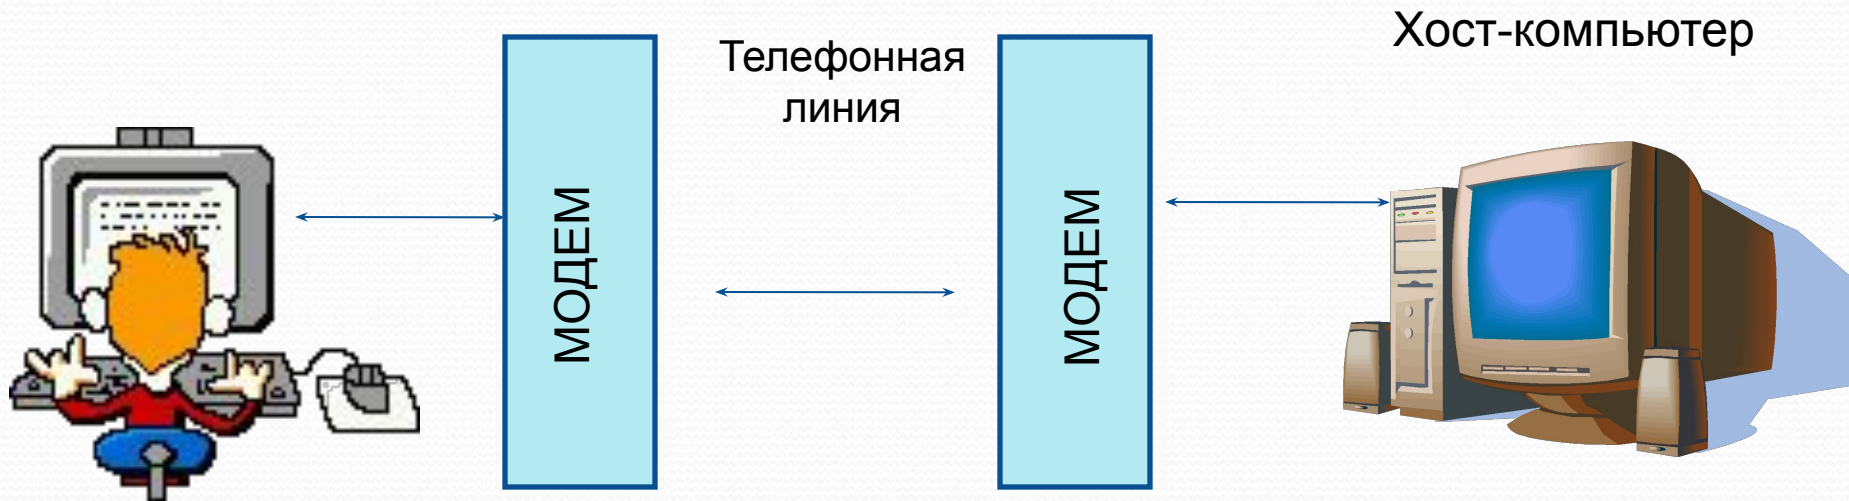 МОДЕМ
Телефонная
линия
МОДЕМ
Хост-компьютер